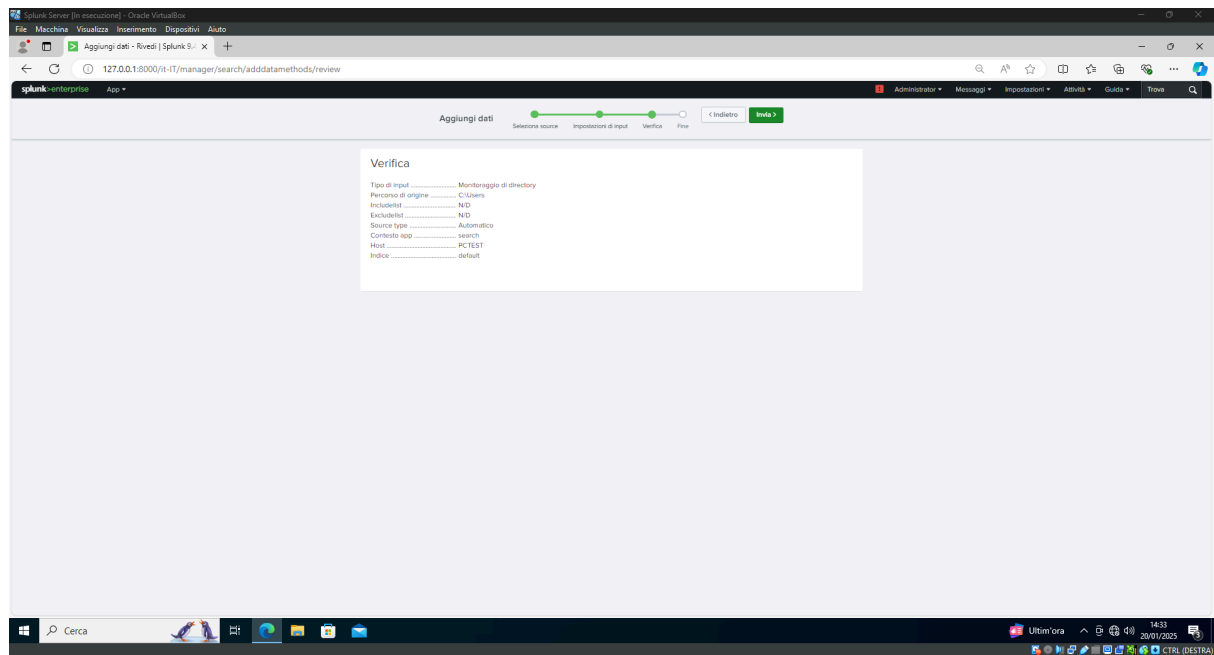 Splunk Server [In esecuzione] - Oracle VirtualBox
File Macchina Visualizza Inserimento Dispositivi Aiuto
Aggiungi dati - Rivedi | Splunk 9.
127.0.0.1:8000/it-IT/manager/search/adddatamethods/review
splunk>enterprise App
Administrator Messaggi Impostazioni Attività Guida Trova
Aggiungi dati
Seleziona source Impostazioni di input Verifica Fine
< Indietro Invia >
Verifica
Tipo di input ........................ Monitoraggio di directory
Percorso di origine ............. C:\Users
Includelist ........................... N/D
Excludelist .......................... N/D
Source type ........................ Automatico
Contesto app ...................... search
Host ................................... PCTEST
Indice ................................. default
Cerca
Ultim'ora
14:33
20/01/2025
CTRL (DESTRA)